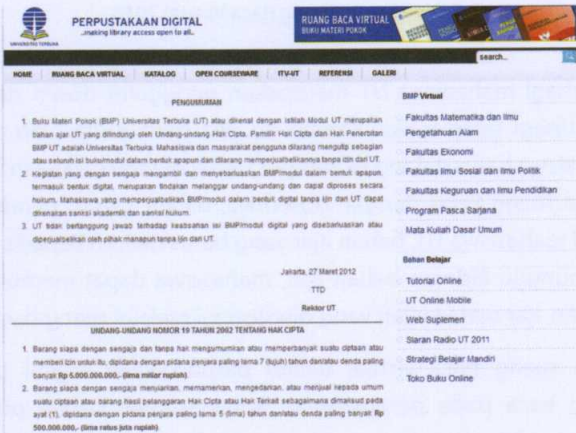 UNIVERSITAS TERBUKA
PERPUSTAKAAN DIGITAL
...making library access open to all..
RUANG BACA VIRTUAL
BUKU MATERI POKOK
search...
HOME RUANG BACA VIRTUAL KATALOG OPEN COURSEWARE ITV-UT REFERENSI GALERI
PENGUMUMAN
1. Buku Materi Pokok (BMP) Universitas Terbuka (UT) atau dikenal dengan istilah Modul UT merupakan
bahan ajar UT yang dilindungi oleh Undang-undang Hak Cipta. Pemilik Hak Cipta dan Hak Penerbitan
BMP UT adalah Universitas Terbuka. Mahasiswa dan masyarakat pengguna dilarang mengutip sebagian
atau seluruh isi buku/modul dalam bentuk apapun dan dilarang memperjualbelikannya tanpa ijin dari UT.
2. Kegiatan yang dengan sengaja mengambil dan menyebarluaskan BMP/modul dalam bentuk apapun,
termasuk bentuk digital, merupakan tindakan melanggar undang-undang dan dapat diproses secara
hukum. Mahasiswa yang memperjualbelikan BMP/modul dalam bentuk digital tanpa ijin dari UT dapat
dikenakan sanksi akademik dan sanksi hukum.
3. UT tidak bertanggung jawab terhadap keabsahan isi BMP/modul digital yang disebarluaskan atau
diperjualbelikan oleh pihak manapun tanpa ijin dari UT.
Jakarta, 27 Maret 2012
TTD
Rektor UT
UNDANG-UNDANG NOMOR 19 TAHUN 2002 TENTANG HAK CIPTA
1. Barang siapa dengan sengaja dan tanpa hak mengumumkan atau memperbanyak suatu ciptaan atau
memberi izin untuk itu, dipidana dengan pidana penjara paling lama 7 (tujuh) tahun dan/atau denda paling
banyak Rp 5.000.000.000,- (lima miliar rupiah).
2. Barang siapa dengan sengaja menyiarkan, memamerkan, mengedarkan, atau menjual kepada umum
suatu ciptaan atau barang hasil pelanggaran Hak Cipta atau Hak Terkait sebagaimana dimaksud pada
ayat (1), dipidana dengan pidana penjara paling lama 5 (lima) tahun dan/atau denda paling banyak Rp
500.000.000,- (lima ratus juta rupiah).
BMP Virtual
Fakultas Matematika dan Ilmu
Pengetahuan Alam
Fakultas Ekonomi
Fakultas Ilmu Sosial dan Ilmu Politik
Fakultas Keguruan dan Ilmu Pendidikan
Program Pasca Sarjana
Mata Kuliah Dasar Umum
Bahan Belajar
Tutorial Online
UT Online Mobile
Web Suplemen
Siaran Radio UT 2011
Strategi Belajar Mandiri
Toko Buku Online